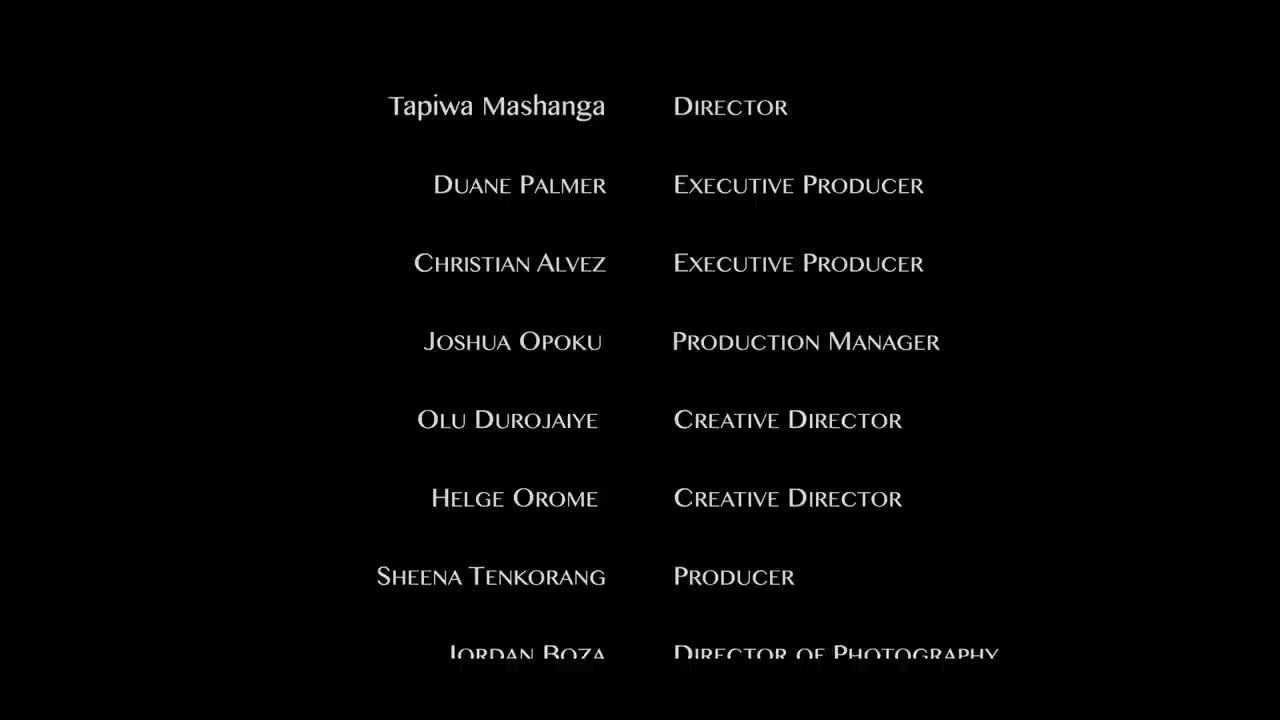 Tapiwa Mashanga Director
Duane Palmer Executive Producer
Christian Alvez Executive Producer
Joshua Opoku Production Manager
Olu Durojaiye Creative Director
Helge Orome Creative Director
Sheena Tenkorang Producer
Jordan Boza Director of Photography